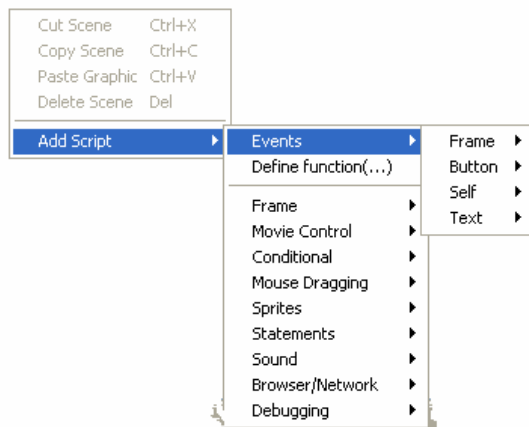 Cut Scene Ctrl+X
Copy Scene Ctrl+C
Paste Graphic Ctrl+V
Delete Scene Del
Add Script
Events
Define function(...)
Frame
Movie Control
Conditional
Mouse Dragging
Sprites
Statements
Sound
Browser/Network
Debugging
Frame
Button
Self
Text